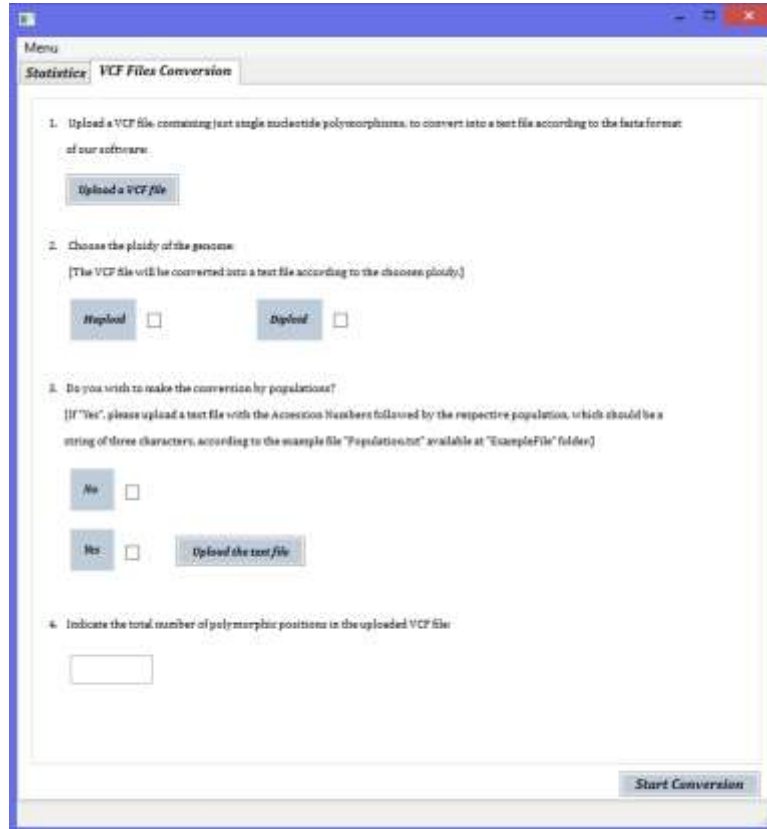 Menu
Statistics VCF Files Conversion
1. Upload a VCF file, containing just single nucleotide polymorphisms, to convert into a text file according to the fasta format
of our software:
Upload a VCF file
2. Choose the ploidy of the genome:
[The VCF file will be converted into a text file according to the choosen ploidy.]
Haploid Diploid
3. Do you wish to make the conversion by populations?
[If "Yes", please upload a text file with the Accession Numbers followed by the respective population, which should be a
string of three characters, according to the example file "Population.txt" available at "ExampleFile" folder.]
No
Yes Upload the text file
4. Indicate the total number of polymorphic positions in the uploaded VCF file:
Start Conversion